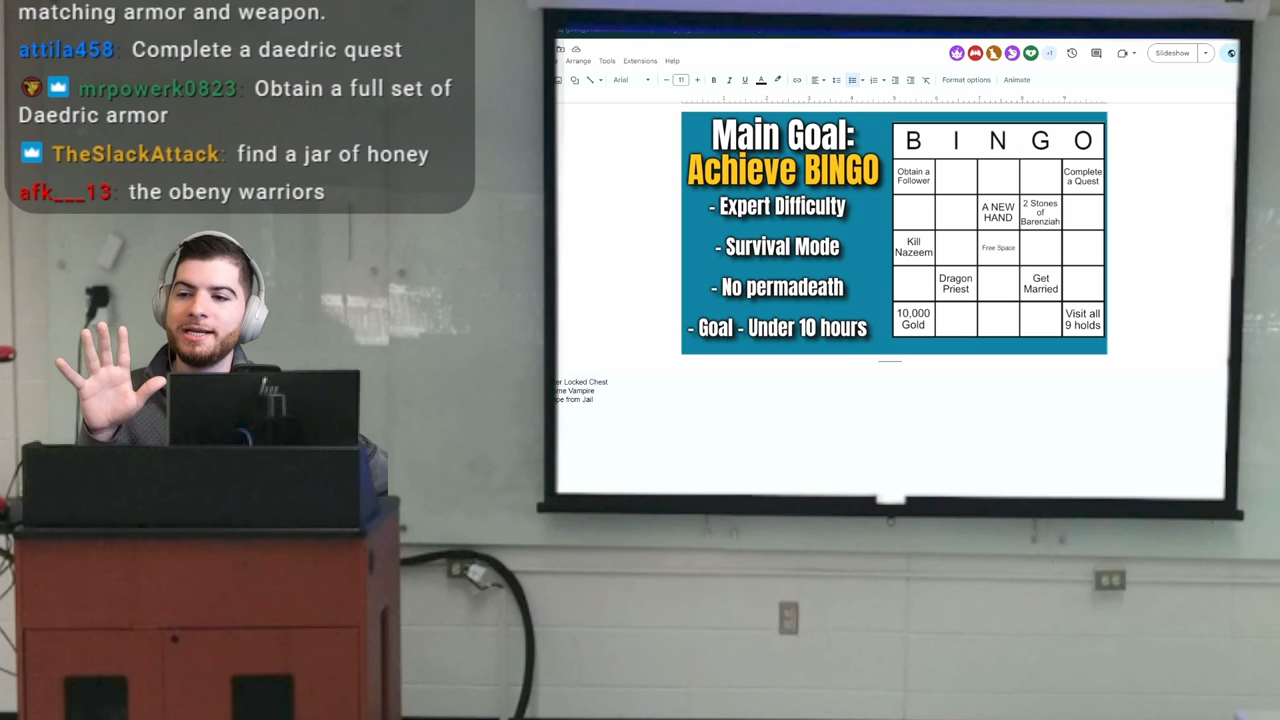 matching armor and weapon.
attila458: Complete a daedric quest
mrpowerk0823: Obtain a full set of
Daedric armor
TheSlackAttack: find a jar of honey
afk___13: the obeny warriors
Arrange Tools Extensions Help
Slideshow
+1
Arial
11
B I U A
Format options
Animate
Main Goal:
Achieve BINGO
- Expert Difficulty
- Survival Mode
- No permadeath
- Goal - Under 10 hours
B I N G O
Obtain a
Follower
Complete
a Quest
A NEW
HAND
2 Stones
of
Barenziah
Kill
Nazeem
Free Space
Dragon
Priest
Get
Married
10,000
Gold
Visit all
9 holds
Locked Chest
Vampire
from Jail